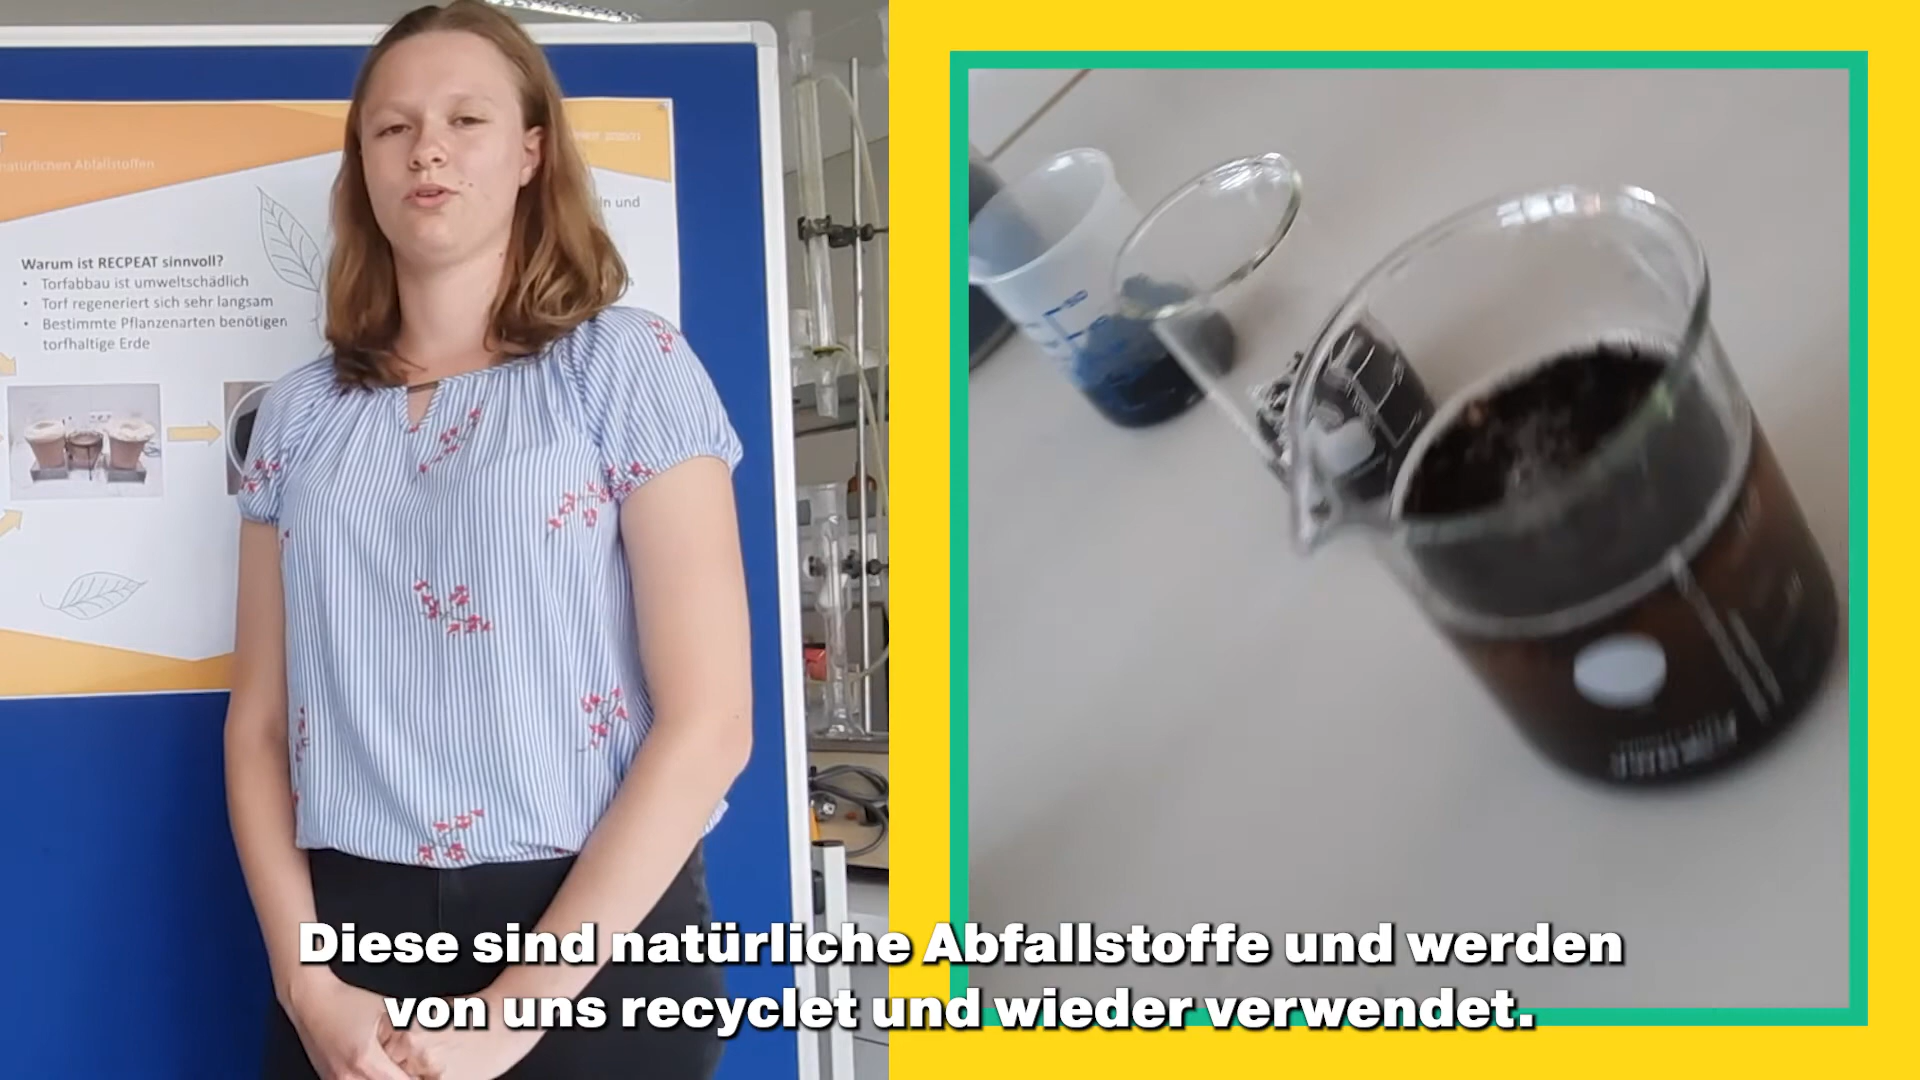 natürlichen Abfallstoffen
ln und
Warum ist RECPEAT sinnvoll?
• Torfabbau ist umweltschädlich
• Torf regeneriert sich sehr langsam
• Bestimmte Pflanzenarten benötigen
torfhaltige Erde
Diese sind natürliche Abfallstoffe und werden
von uns recyclet und wieder verwendet.